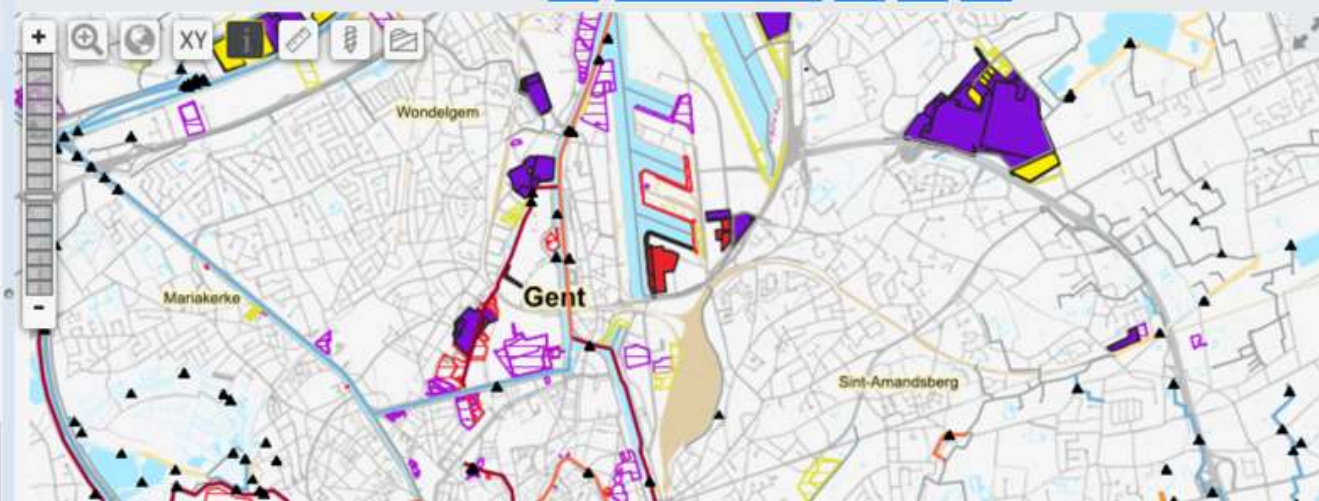 +
XY
i
Wondelgem
Mariakerke
Gent
Sint-Amandsberg
-